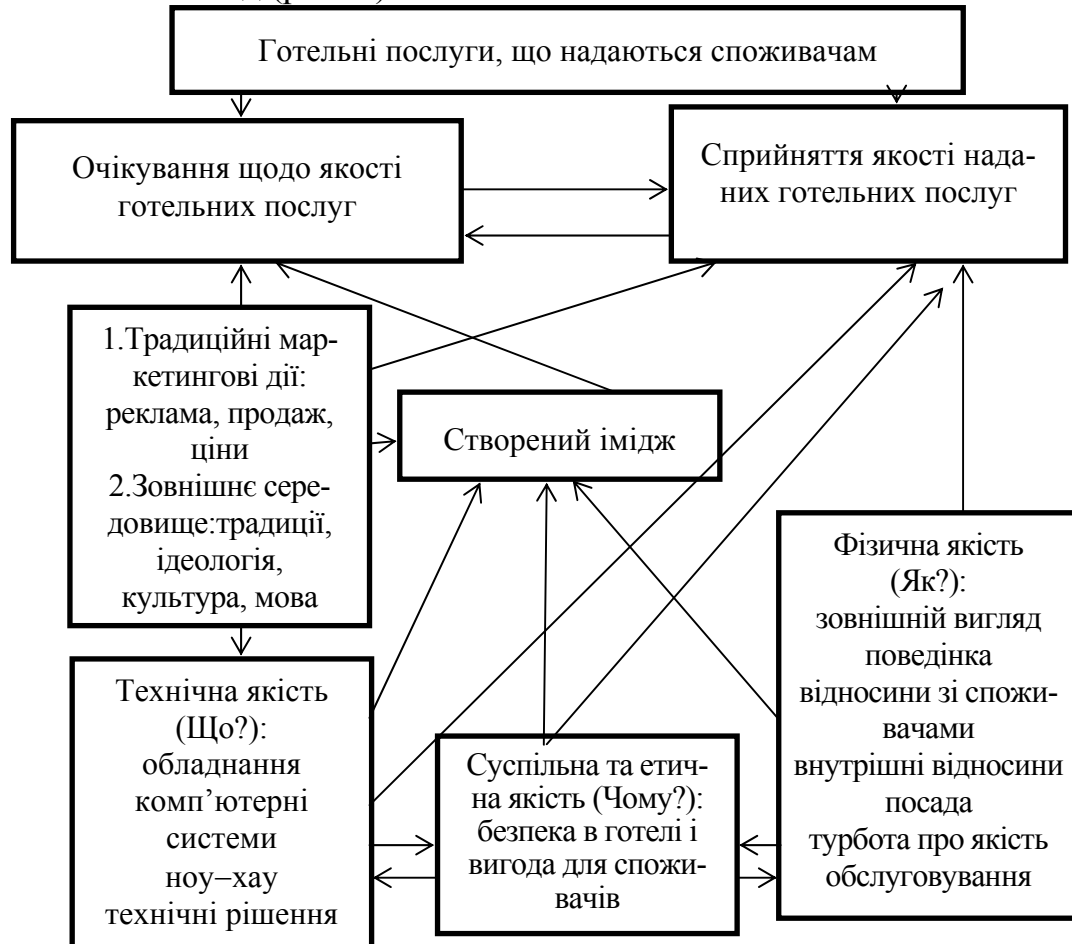 Готельні послуги, що надаються споживачам
Очікування щодо якості
готельних послуг
Сприйняття якості нада-
них готельних послуг
1.Традиційні мар-
кетингові дії:
реклама, продаж,
ціни
2.Зовнішнє сере-
довище:традиції,
ідеологія,
культура, мова
Створений імідж
Фізична якість
(Як?):
зовнішній вигляд
поведінка
відносини зі спожи-
вачами
внутрішні відносини
посада
турбота про якість
обслуговування
Технічна якість
(Що?):
обладнання
комп’ютерні
системи
ноу–хау
технічні рішення
Суспільна та етич-
на якість (Чому?):
безпека в готелі і
вигода для спожи-
вачів